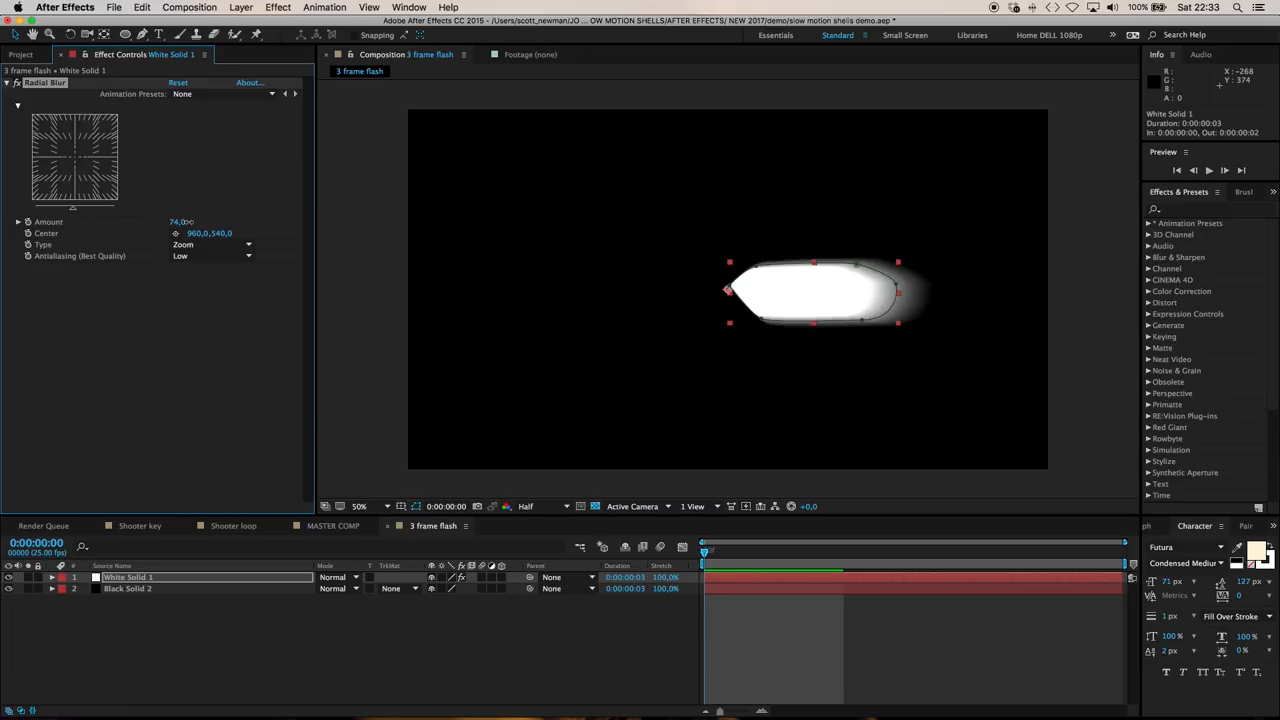 After Effects File Edit Composition Layer Effect Animation View Window Help 100% Sat 22:33
Adobe After Effects CC 2015 - /Users/scott_newman/JO ... OW MOTION SHELLS/AFTER EFFECTS/ NEW 2017/demo/slow motion shells demo.aep *
Snapping Essentials Standard Small Screen Libraries Home DELL 1080p Search Help
Project Effect Controls White Solid 1 Composition 3 frame flash Footage (none) Info Audio
3 frame flash • White Solid 1
3 frame flash
Radial Blur Reset About...
Animation Presets: None
R : X : -268
G : Y : 374
B :
A : 0
White Solid 1
Duration: 0:00:00:03
In: 0:00:00:00, Out: 0:00:00:02
Preview
Effects & Presets Brusl
* Animation Presets
3D Channel
Audio
Blur & Sharpen
Channel
CINEMA 4D
Color Correction
Distort
Expression Controls
Generate
Keying
Matte
Neat Video
Noise & Grain
Obsolete
Perspective
Primatte
RE:Vision Plug-ins
Red Giant
Rowbyte
Simulation
Stylize
Synthetic Aperture
Text
Time
Amount 74,0
Center 960,0,540,0
Type Zoom
Antialiasing (Best Quality) Low
50% 0:00:00:00 Half Active Camera 1 View +0,0
Render Queue Shooter key Shooter loop MASTER COMP 3 frame flash
0:00:00:00
00000 (25.00 fps)
# Source Name Mode T TrkMat Parent Duration Stretch
1 White Solid 1 Normal None 0:00:00:03 100,0%
2 Black Solid 2 Normal None None 0:00:00:03 100,0%
ph Character Pair
Futura
Condensed Medium
71 px 127 px
Metrics 0
1 px Fill Over Stroke
100 % 100 %
2 px 0 %
T T TT Tt T T